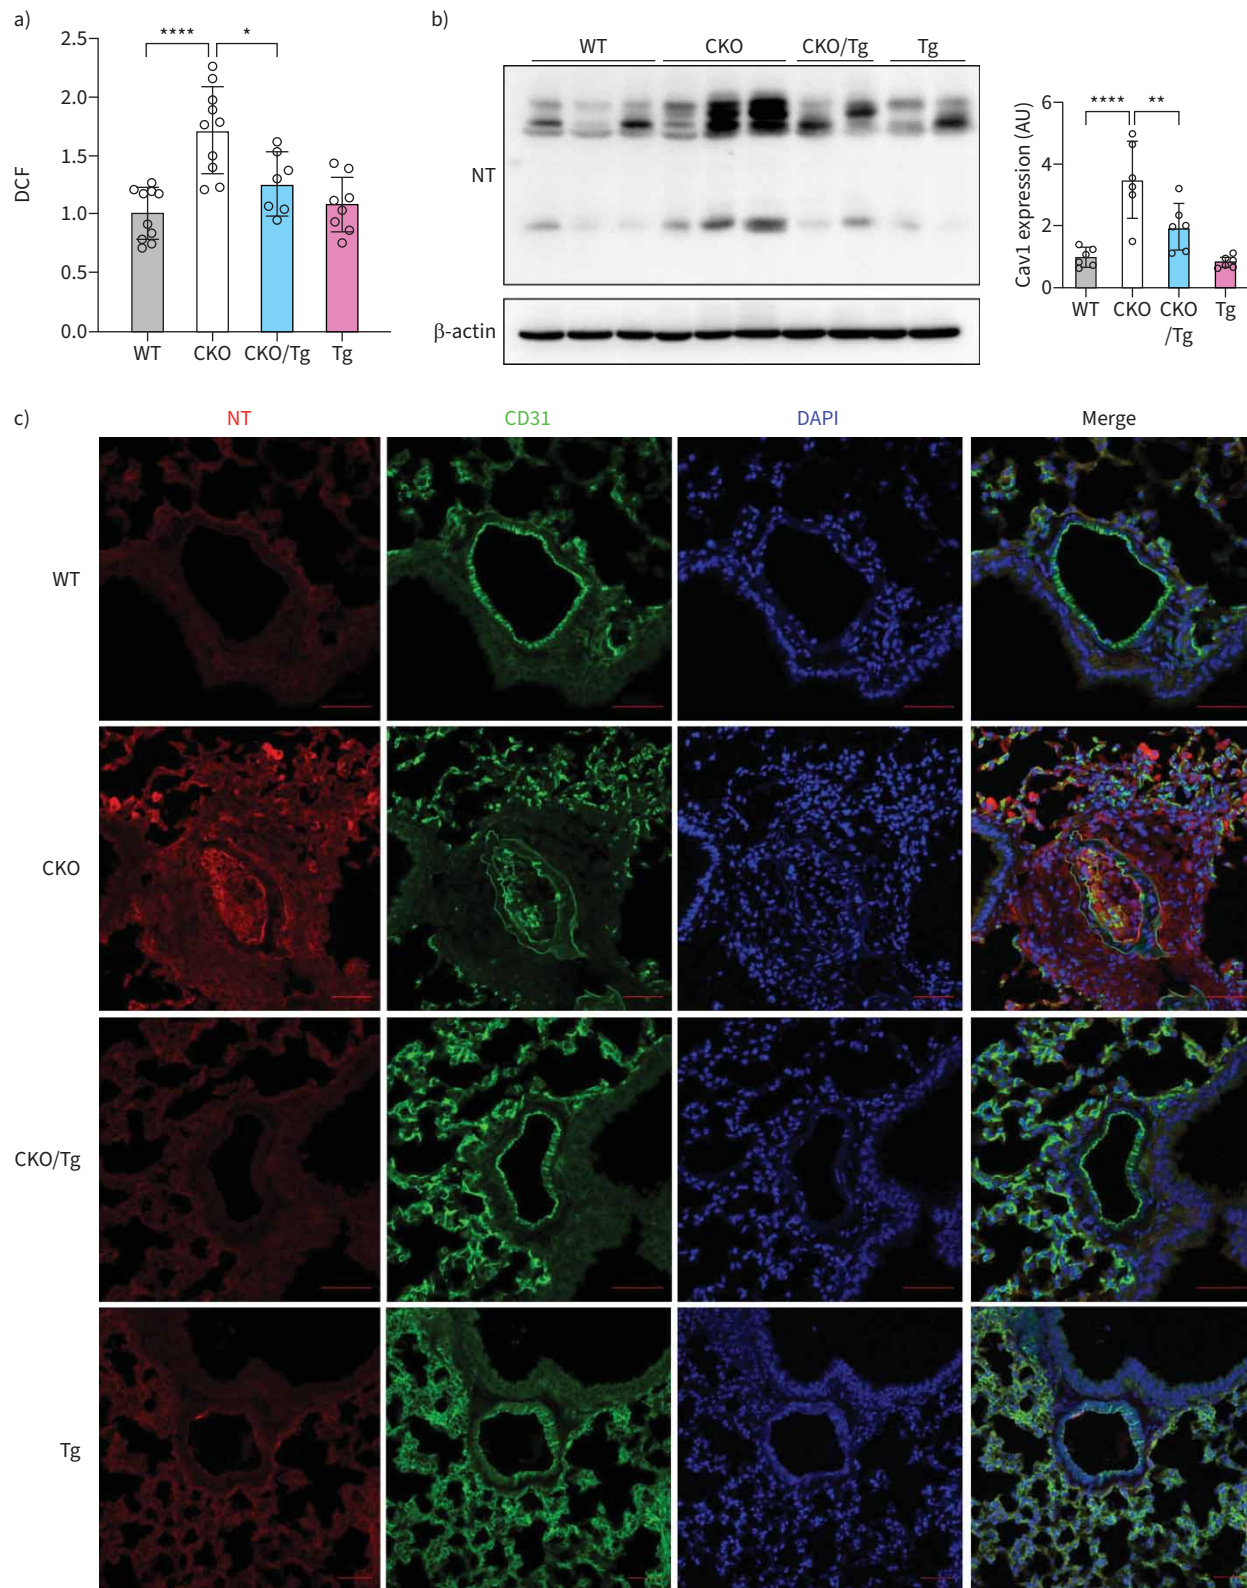 a)
DCF
2.5
2.0
1.5
1.0
0.5
0.0
****
*
WT
CKO
CKO/Tg
Tg
b)
WT
CKO
CKO/Tg
Tg
NT
β-actin
Cav1 expression (AU)
6
4
2
0
****
**
WT
CKO
CKO
/Tg
Tg
c)
NT
CD31
DAPI
Merge
WT
CKO
CKO/Tg
Tg